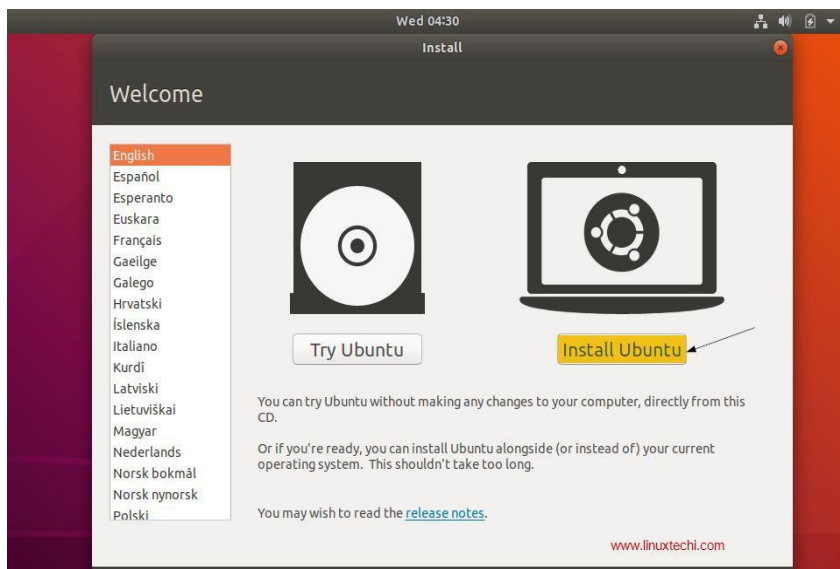 Wed 04:30
Install
Welcome
English
Español
Esperanto
Euskara
Français
Gaeilge
Galego
Hrvatski
Íslenska
Italiano
Kurdî
Latviski
Lietuviškai
Magyar
Nederlands
Norsk bokmål
Norsk nynorsk
Polski
Try Ubuntu
Install Ubuntu
You can try Ubuntu without making any changes to your computer, directly from this
CD.
Or if you're ready, you can install Ubuntu alongside (or instead of) your current
operating system. This shouldn't take too long.
You may wish to read the release notes.
www.linuxtechi.com